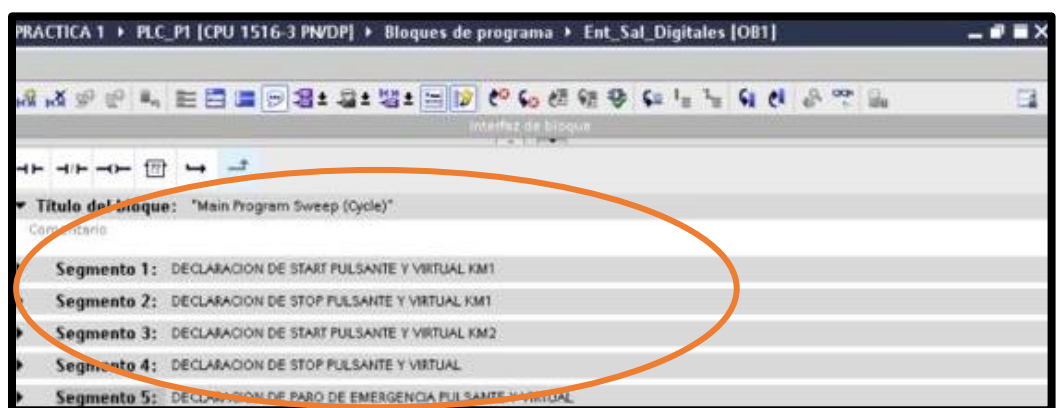 PRACTICA 1 ▸ PLC_P1 [CPU 1516-3 PN/DP] ▸ Bloques de programa ▸ Ent_Sal_Digitales [OB1]
Interfaz de bloque
Título del bloque: "Main Program Sweep (Cycle)"
Comentario
Segmento 1: DECLARACION DE START PULSANTE Y VIRTUAL KM1
Segmento 2: DECLARACION DE STOP PULSANTE Y VIRTUAL KM1
Segmento 3: DECLARACION DE START PULSANTE Y VIRTUAL KM2
Segmento 4: DECLARACION DE STOP PULSANTE Y VIRTUAL
Segmento 5: DECLARACION DE PARO DE EMERGENCIA PULSANTE Y VIRTUAL